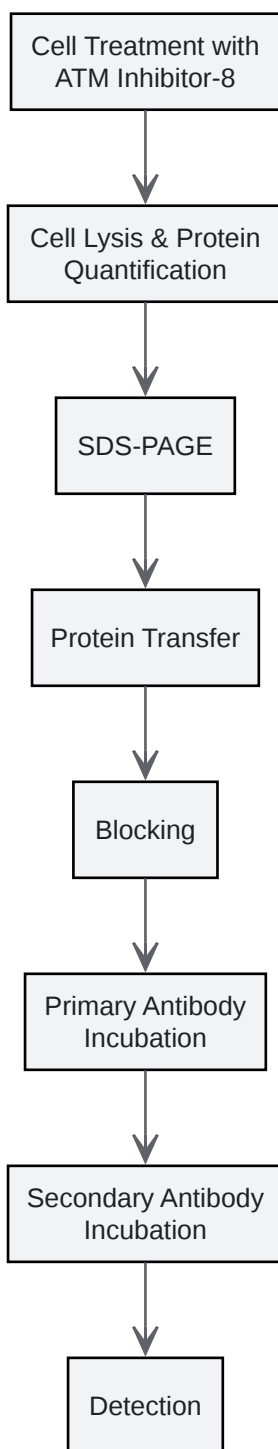 Cell Treatment with
ATM Inhibitor-8
Cell Lysis & Protein
Quantification
SDS-PAGE
Protein Transfer
Blocking
Primary Antibody
Incubation
Secondary Antibody
Incubation
Detection